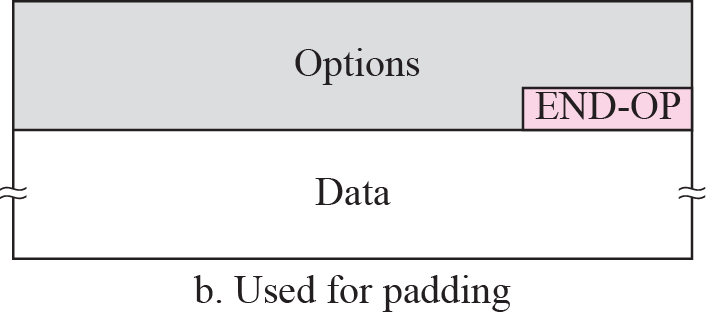 Options
END-OP
Data
b. Used for padding